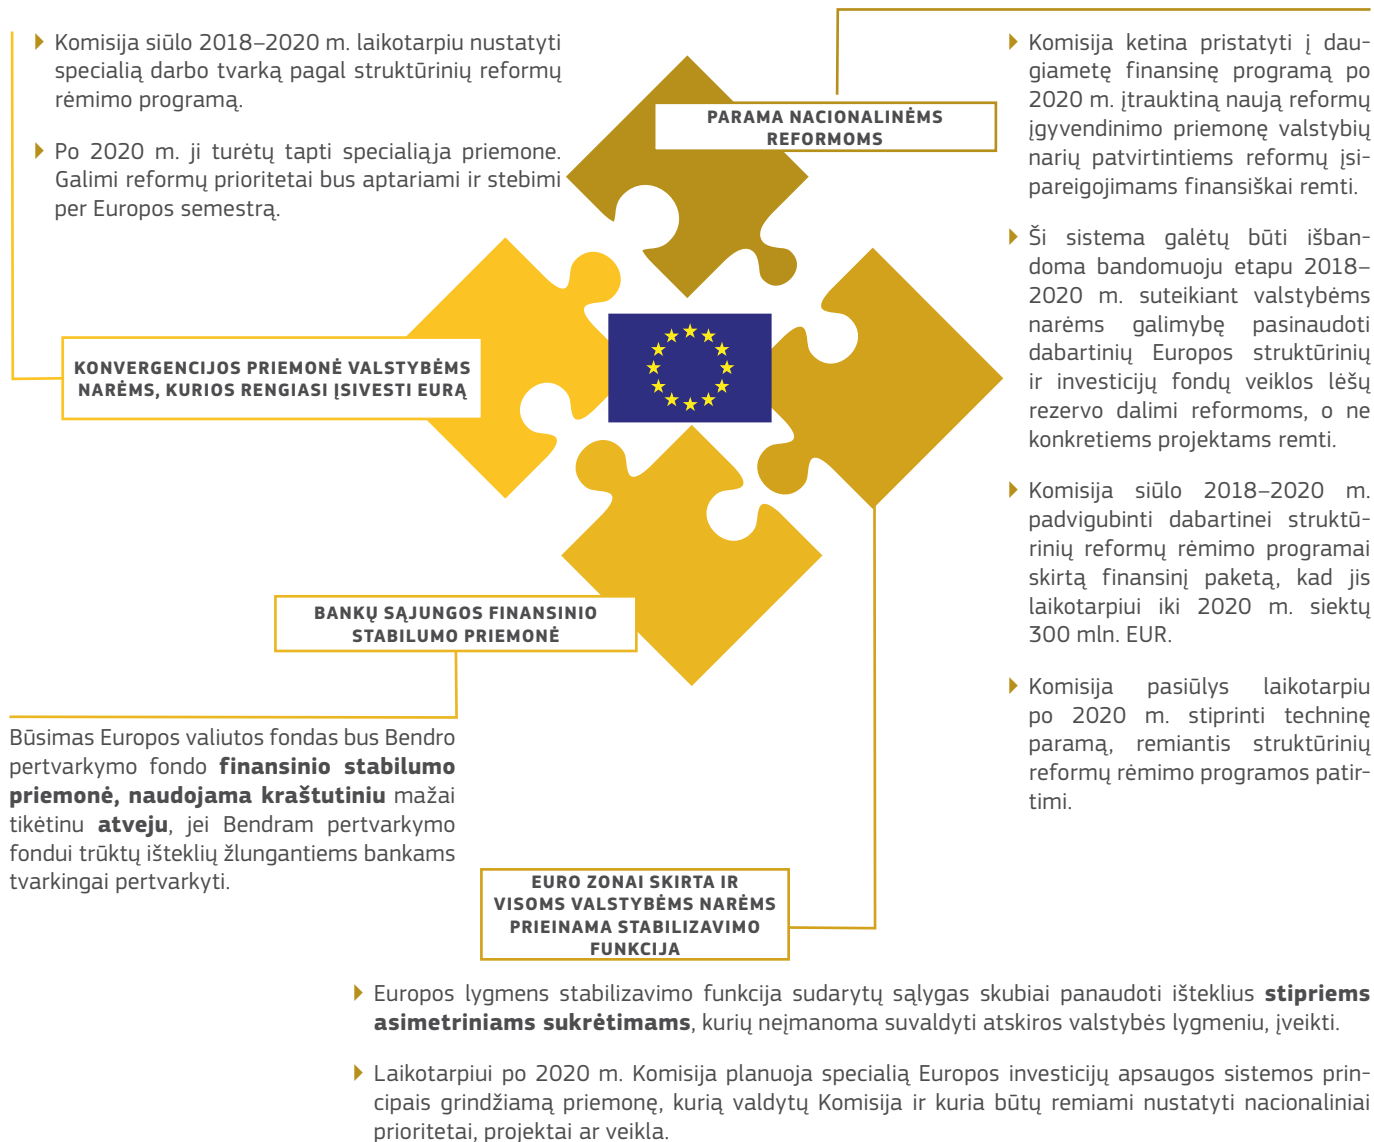 Komisija siūlo 2018–2020 m. laikotarpiu nustatyti
specialią darbo tvarką pagal struktūrinių reformų
rėmimo programą.
Po 2020 m. ji turėtų tapti specialiąja priemone.
Galimi reformų prioritetai bus aptariami ir stebimi
per Europos semestrą.
KONVERGENCIJOS PRIEMONĖ VALSTYBĖMS
NARĖMS, KURIOS RENGIASI ĮSIVESTI EURĄ
PARAMA NACIONALINĖMS
REFORMOMS
Komisija ketina pristatyti į dau-
giametę finansinę programą po
2020 m. įtrauktiną naują reformų
įgyvendinimo priemonę valstybių
narių patvirtintiems reformų įsi-
pareigojimams finansiškai remti.
Ši sistema galėtų būti išban-
doma bandomuoju etapu 2018–
2020 m. suteikiant valstybėms
narėms galimybę pasinaudoti
dabartinių Europos struktūrinių
ir investicijų fondų veiklos lėšų
rezervo dalimi reformoms, o ne
konkretiems projektams remti.
Komisija siūlo 2018–2020 m.
padvigubinti dabartinei struktū-
rinių reformų rėmimo programai
skirtą finansinį paketą, kad jis
laikotarpiui iki 2020 m. siektų
300 mln. EUR.
Komisija pasiūlys laikotarpiu
po 2020 m. stiprinti techninę
paramą, remiantis struktūrinių
reformų rėmimo programos patir-
timi.
BANKŲ SĄJUNGOS FINANSINIO
STABILUMO PRIEMONĖ
Būsimas Europos valiutos fondas bus Bendro
pertvarkymo fondo finansinio stabilumo
priemonė, naudojama kraštutiniu mažai
tikėtinu atveju, jei Bendram pertvarkymo
fondui trūktų išteklių žlungantiems bankams
tvarkingai pertvarkyti.
EURO ZONAI SKIRTA IR
VISOMS VALSTYBĖMS NARĖMS
PRIEINAMA STABILIZAVIMO
FUNKCIJA
Europos lygmens stabilizavimo funkcija sudarytų sąlygas skubiai panaudoti išteklius stipriems
asimetriniams sukrėtimams, kurių neįmanoma suvaldyti atskiros valstybės lygmeniu, įveikti.
Laikotarpiui po 2020 m. Komisija planuoja specialią Europos investicijų apsaugos sistemos prin-
cipais grindžiamą priemonę, kurią valdytų Komisija ir kuria būtų remiami nustatyti nacionaliniai
prioritetai, projektai ar veikla.